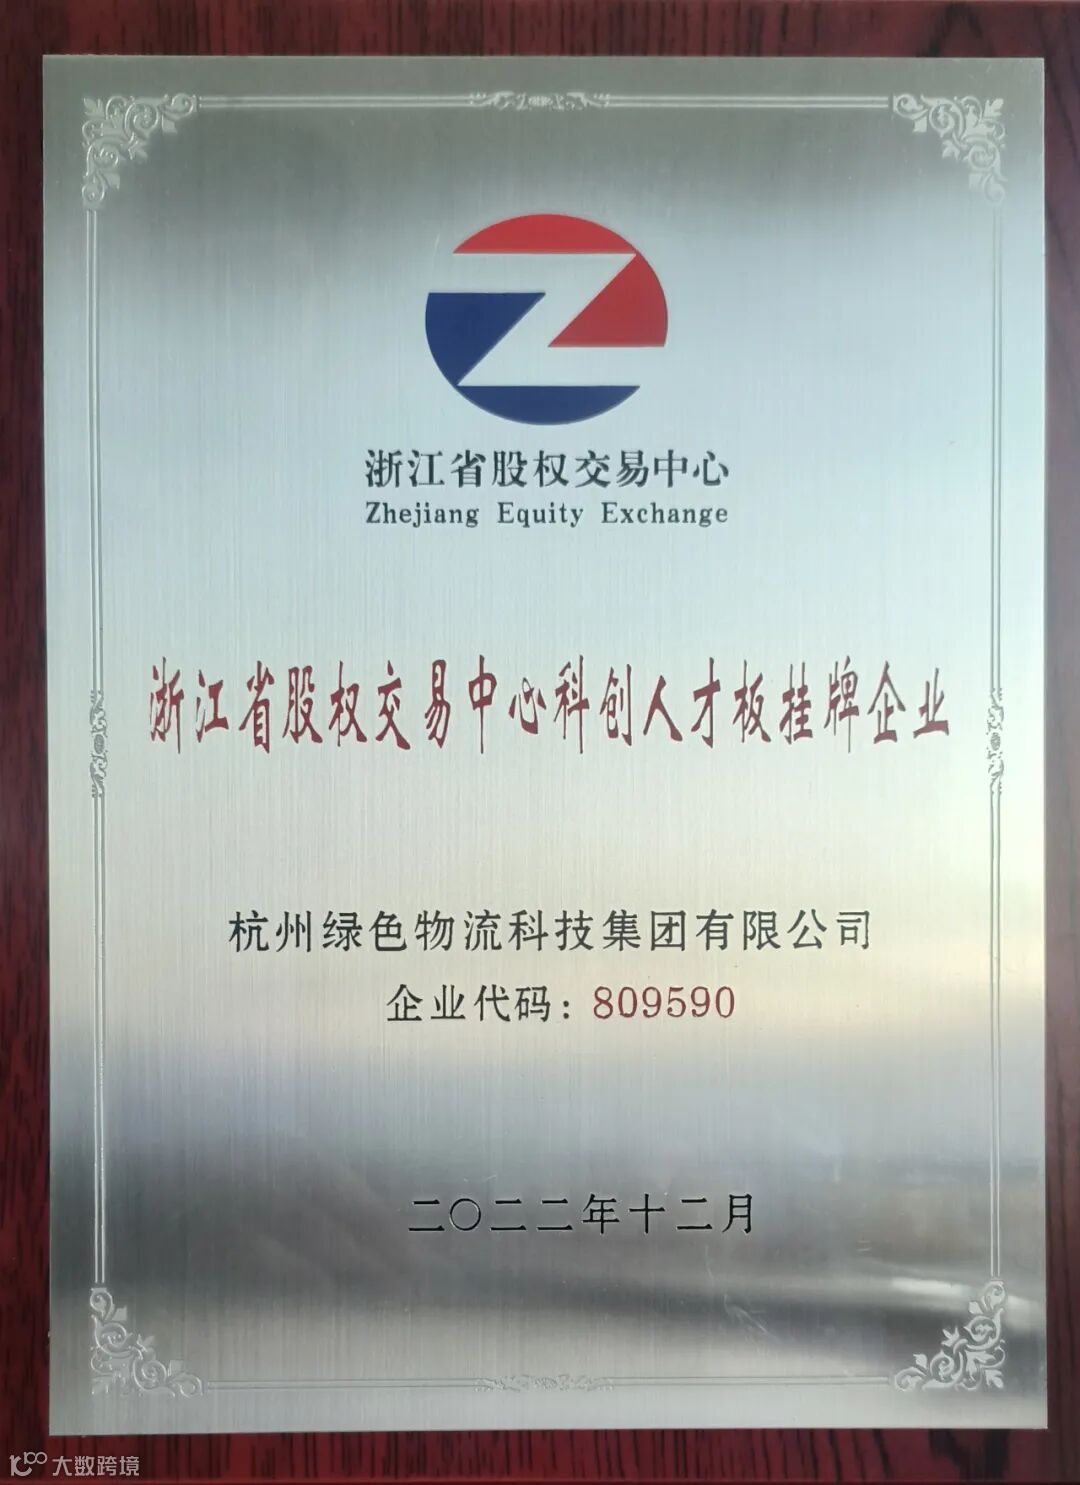 浙江省股权交易中心
Zhejiang Equity Exchange
浙江省股权交易中心科创人才板挂牌企业
杭州绿色物流科技集团有限公司
企业代码：809590
二〇二二年十二月
大数跨境